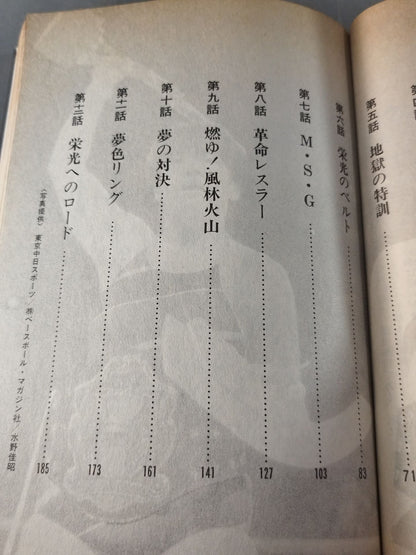 第五話　地獄の特訓 71
第六話　栄光のベルト 83
第七話　M・S・G 103
第八話　革命レスラー 127
第九話　燃ゆ！風林火山 141
第十話　夢の対決 161
第十一話　夢色リング 173
第十二話　栄光へのロード 185
〈写真提供〉東京中日スポーツ／㈱ベースボール・マガジン社／水野佳昭